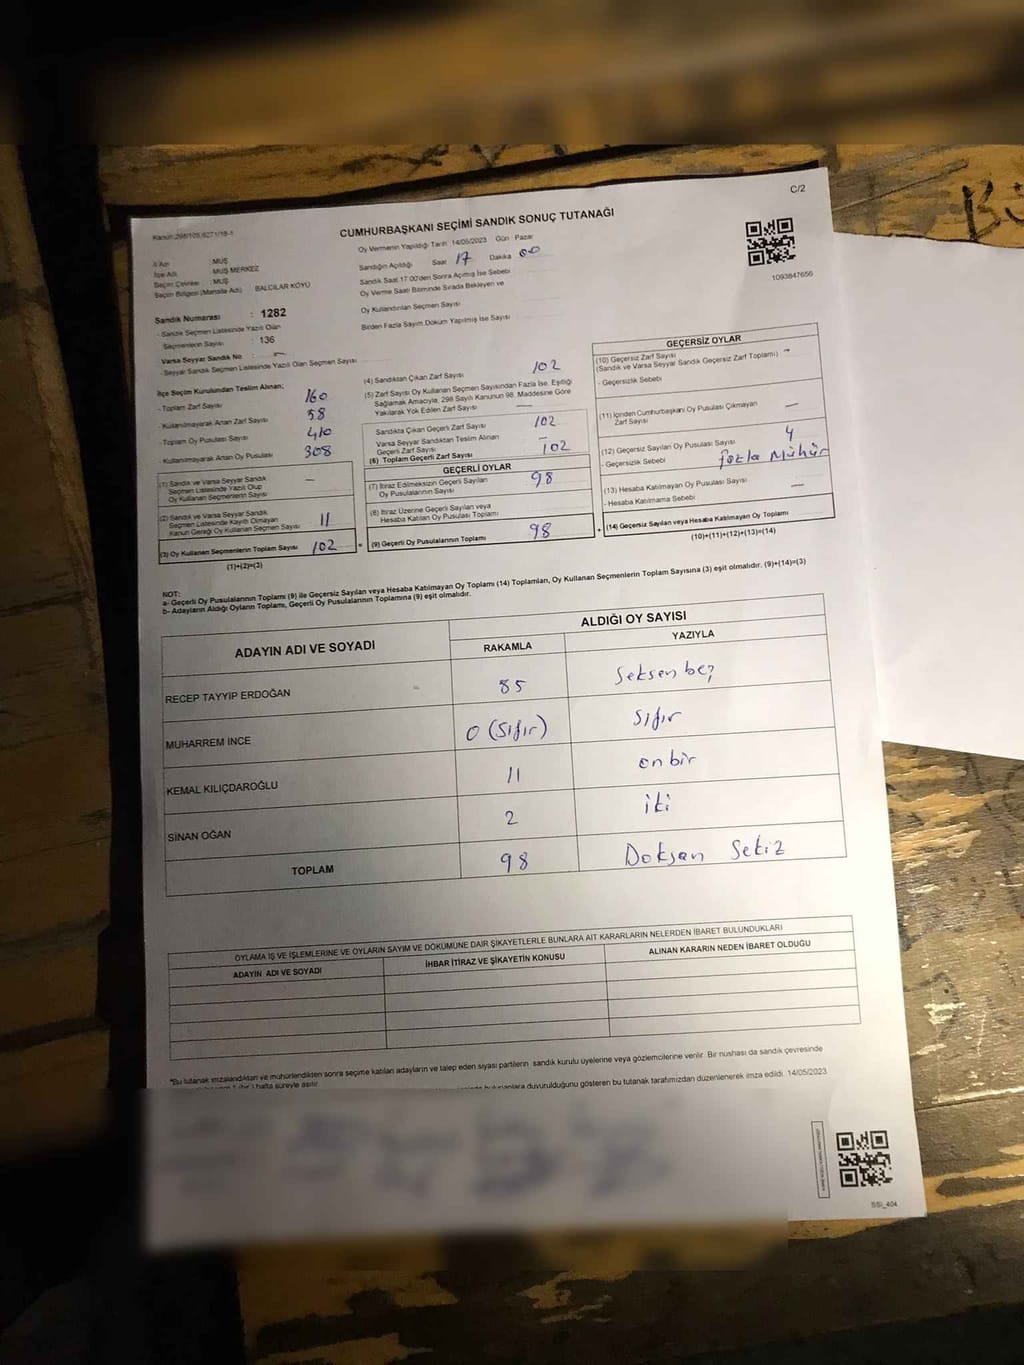 C/2
Kanun:298/105,6271/18-1
CUMHURBAŞKANI SEÇİMİ SANDIK SONUÇ TUTANAĞI
Oy Vermenin Yapıldığı Tarih 14/05/2023 Gün Pazar
Sandığın Açıldığı Saat 17 Dakika 00
Sandık Saat 17:00'den Sonra Açılmış İse Sebebi
Oy Verme Saati Bitiminde Sırada Bekleyen ve
Oy Kullandırılan Seçmen Sayısı
Birden Fazla Sayım Döküm Yapılmış İse Sayısı
1093847656
İl Adı : MUŞ
İlçe Adı : MUŞ MERKEZ
Seçim Çevresi : MUŞ
Seçim Bölgesi (Mahalle Adı) BALCILAR KÖYÜ
Sandık Numarası : 1282
- Sandık Seçmen Listesinde Yazılı Olan
Seçmenlerin Sayısı : 136
Varsa Seyyar Sandık No : -
- Seyyar Sandık Seçmen Listesinde Yazılı Olan Seçmen Sayısı
İlçe Seçim Kurulundan Teslim Alınan;
- Toplam Zarf Sayısı 160
- Kullanılmayarak Artan Zarf Sayısı 58
- Toplam Oy Pusulası Sayısı 410
- Kullanılmayarak Artan Oy Pusulası 308
(1) Sandık ve Varsa Seyyar Sandık
Seçmen Listesinde Yazılı Olup
Oy Kullanan Seçmenlerin Sayısı -
(2) Sandık ve Varsa Seyyar Sandık
Seçmen Listesinde Kayıtlı Olmayan
Kanun Gereği Oy Kullanan Seçmen Sayısı 11
(3) Oy Kullanan Seçmenlerin Toplam Sayısı 102
(1)+(2)=(3)
(4) Sandıktan Çıkan Zarf Sayısı 102
(5) Zarf Sayısı Oy Kullanan Seçmen Sayısından Fazla İse, Eşitliği
Sağlamak Amacıyla, 298 Sayılı Kanunun 98. Maddesine Göre
Yakılarak Yok Edilen Zarf Sayısı —
Sandıkta Çıkan Geçerli Zarf Sayısı 102
Varsa Seyyar Sandıktan Teslim Alınan
Geçerli Zarf Sayısı -
(6) Toplam Geçerli Zarf Sayısı 102
GEÇERLİ OYLAR
(7) İtiraz Edilmeksizin Geçerli Sayılan
Oy Pusulalarının Sayısı 98
(8) İtiraz Üzerine Geçerli Sayılan veya
Hesaba Katılan Oy Pusulası Toplamı
= (9) Geçerli Oy Pusulalarının Toplamı 98
GEÇERSİZ OYLAR
(10) Geçersiz Zarf Sayısı -
(Sandık ve Varsa Seyyar Sandık Geçersiz Zarf Toplamı)
- Geçersizlik Sebebi
(11) İçinden Cumhurbaşkanı Oy Pusulası Çıkmayan
Zarf Sayısı —
(12) Geçersiz Sayılan Oy Pusulası Sayısı 4
- Geçersizlik Sebebi fazla Mühür
(13) Hesaba Katılmayan Oy Pusulası Sayısı —
- Hesaba Katılmama Sebebi
+ (14) Geçersiz Sayılan veya Hesaba Katılmayan Oy Toplamı
(10)+(11)+(12)+(13)=(14)
NOT:
a- Geçerli Oy Pusulalarının Toplamı (9) ile Geçersiz Sayılan veya Hesaba Katılmayan Oy Toplamı (14) Toplamları, Oy Kullanan Seçmenlerin Toplam Sayısına (3) eşit olmalıdır. (9)+(14)=(3)
b- Adayların Aldığı Oyların Toplamı, Geçerli Oy Pusulalarının Toplamına (9) eşit olmalıdır.
ADAYIN ADI VE SOYADI
ALDIĞI OY SAYISI
RAKAMLA YAZIYLA
RECEP TAYYİP ERDOĞAN 85 Seksen beş
MUHARREM İNCE 0 (Sıfır) Sıfır
KEMAL KILIÇDAROĞLU 11 on bir
SİNAN OĞAN 2 iki
TOPLAM 98 Doksan Sekiz
OYLAMA İŞ VE İŞLEMLERİNE VE OYLARIN SAYIM VE DÖKÜMÜNE DAİR ŞİKAYETLERLE BUNLARA AİT KARARLARIN NELERDEN İBARET BULUNDUKLARI
ADAYIN ADI VE SOYADI İHBAR İTİRAZ VE ŞİKAYETİN KONUSU ALINAN KARARIN NEDEN İBARET OLDUĞU
*Bu tutanak imzalandıktan ve mühürlendikten sonra seçime katılan adayların ve talep eden siyasi partilerin sandık kurulu üyelerine veya gözlemcilerine verilir. Bir nüshası da sandık çevresinde
hafta süreyle asılır. duyurulduğunu gösteren bu tutanak tarafımızdan düzenlenerek imza edildi. 14/05/2023
BSI_404